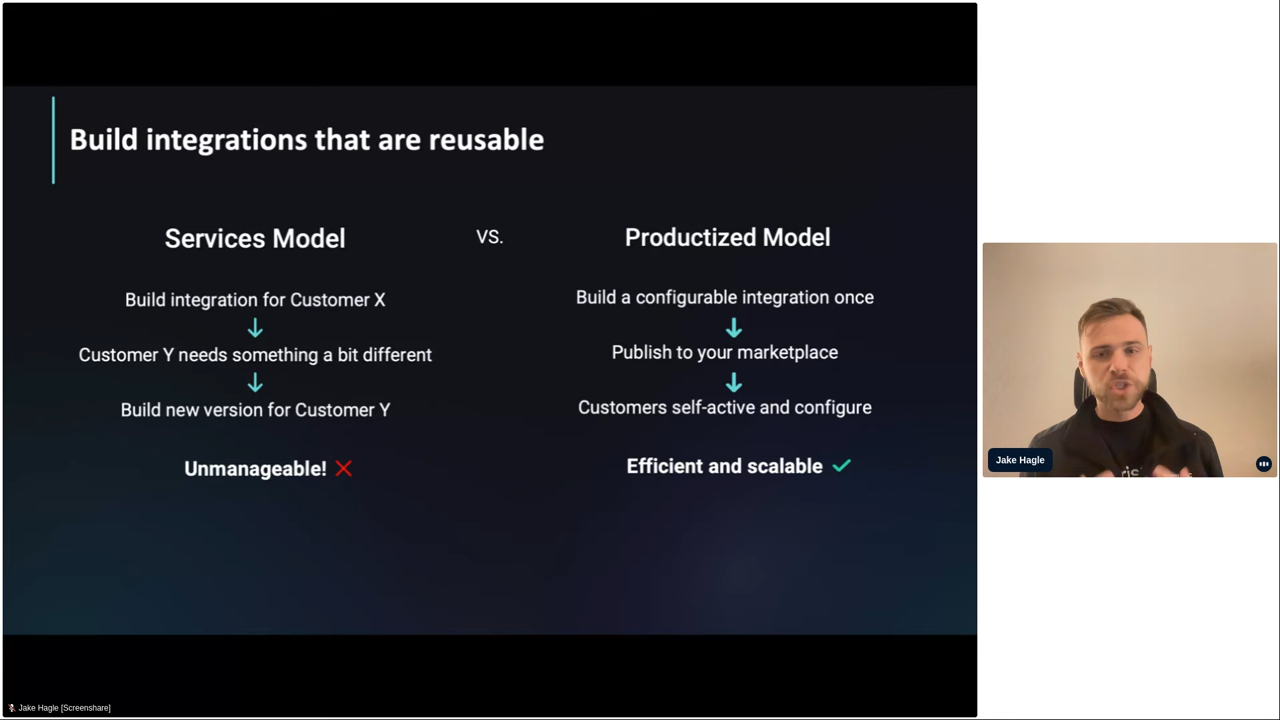 Build integrations that are reusable
Services Model
VS.
Productized Model
Build integration for Customer X
Customer Y needs something a bit different
Build new version for Customer Y
Unmanageable!
Build a configurable integration once
Publish to your marketplace
Customers self-active and configure
Efficient and scalable
Jake Hagle
Jake Hagle [Screenshare]